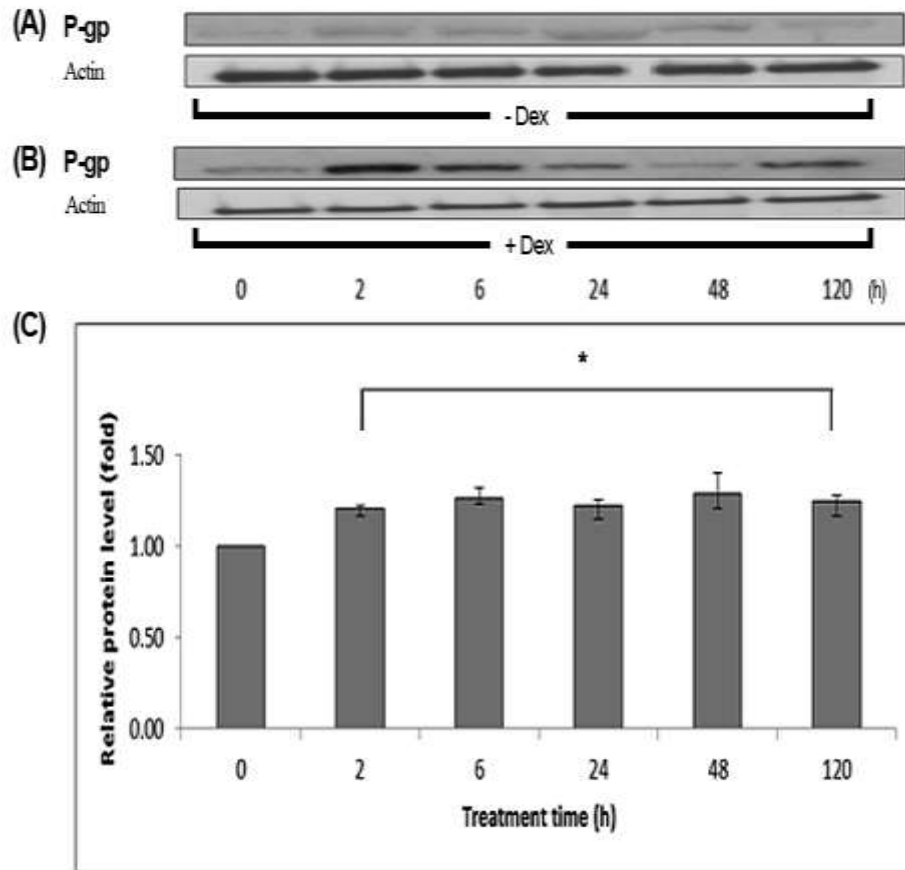 (A) P-gp
Actin
- Dex
(B) P-gp
Actin
+ Dex
0 2 6 24 48 120 (h)
(C)
*
Relative protein level (fold)
1.50
1.00
0.50
0.00
0 2 6 24 48 120
Treatment time (h)